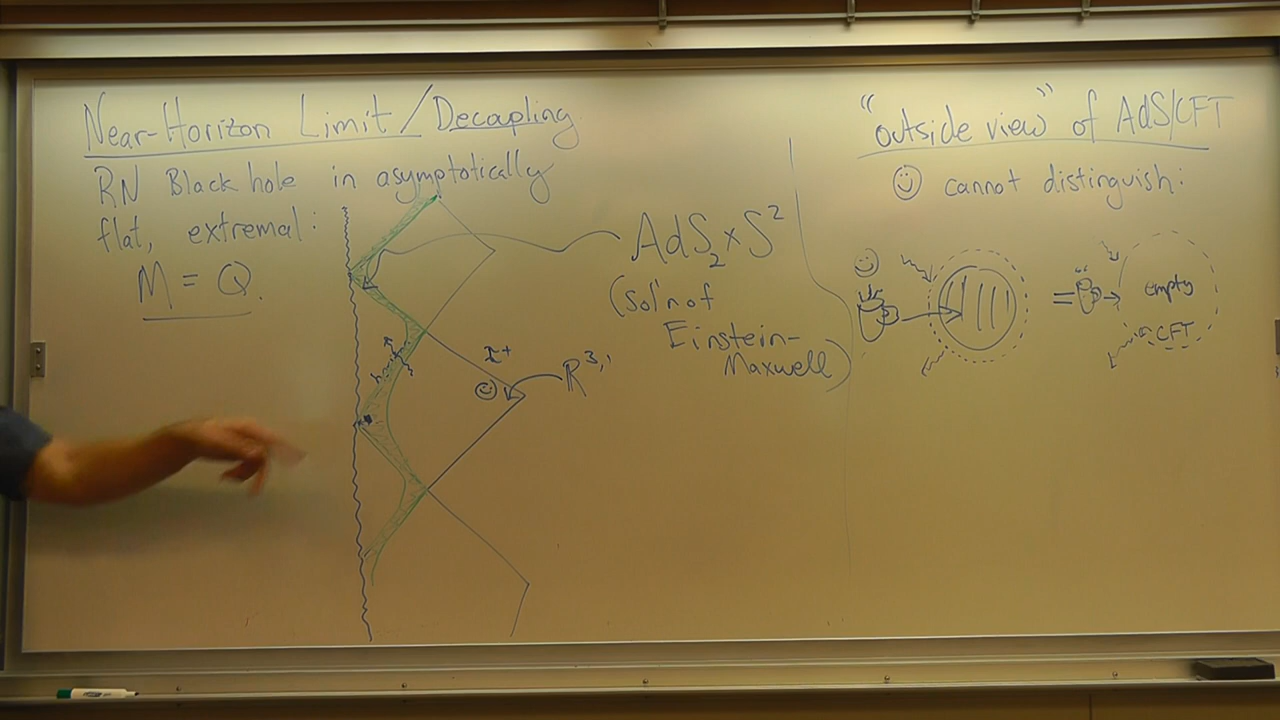 Near-Horizon Limit/Decoupling
RN Black hole in asymptotically
flat, extremal:
M = Q.
AdS₂ × S²
(sol'n of
Einstein-
Maxwell)
I⁺
R³,¹
"outside view" of AdS/CFT
☺ cannot distinguish:
=
empty
CFT